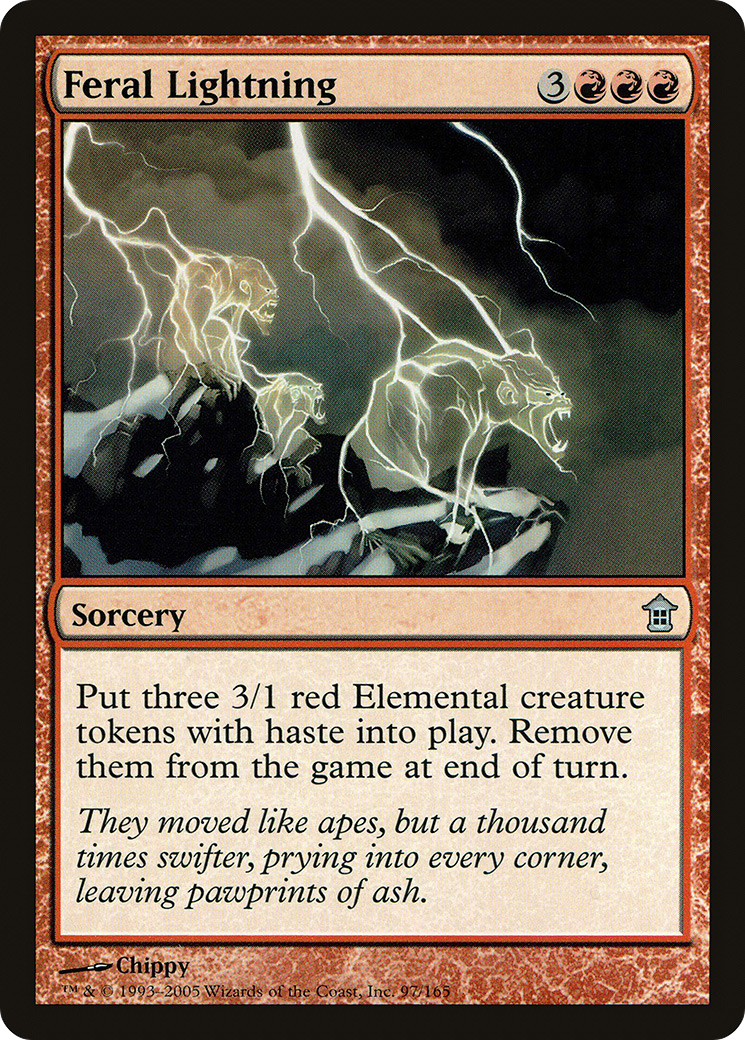 Feral Lightning
3
Sorcery
Put three 3/1 red Elemental creature
tokens with haste into play. Remove
them from the game at end of turn.
They moved like apes, but a thousand
times swifter, prying into every corner,
leaving pawprints of ash.
Chippy
™ & © 1993–2005 Wizards of the Coast, Inc. 97/165